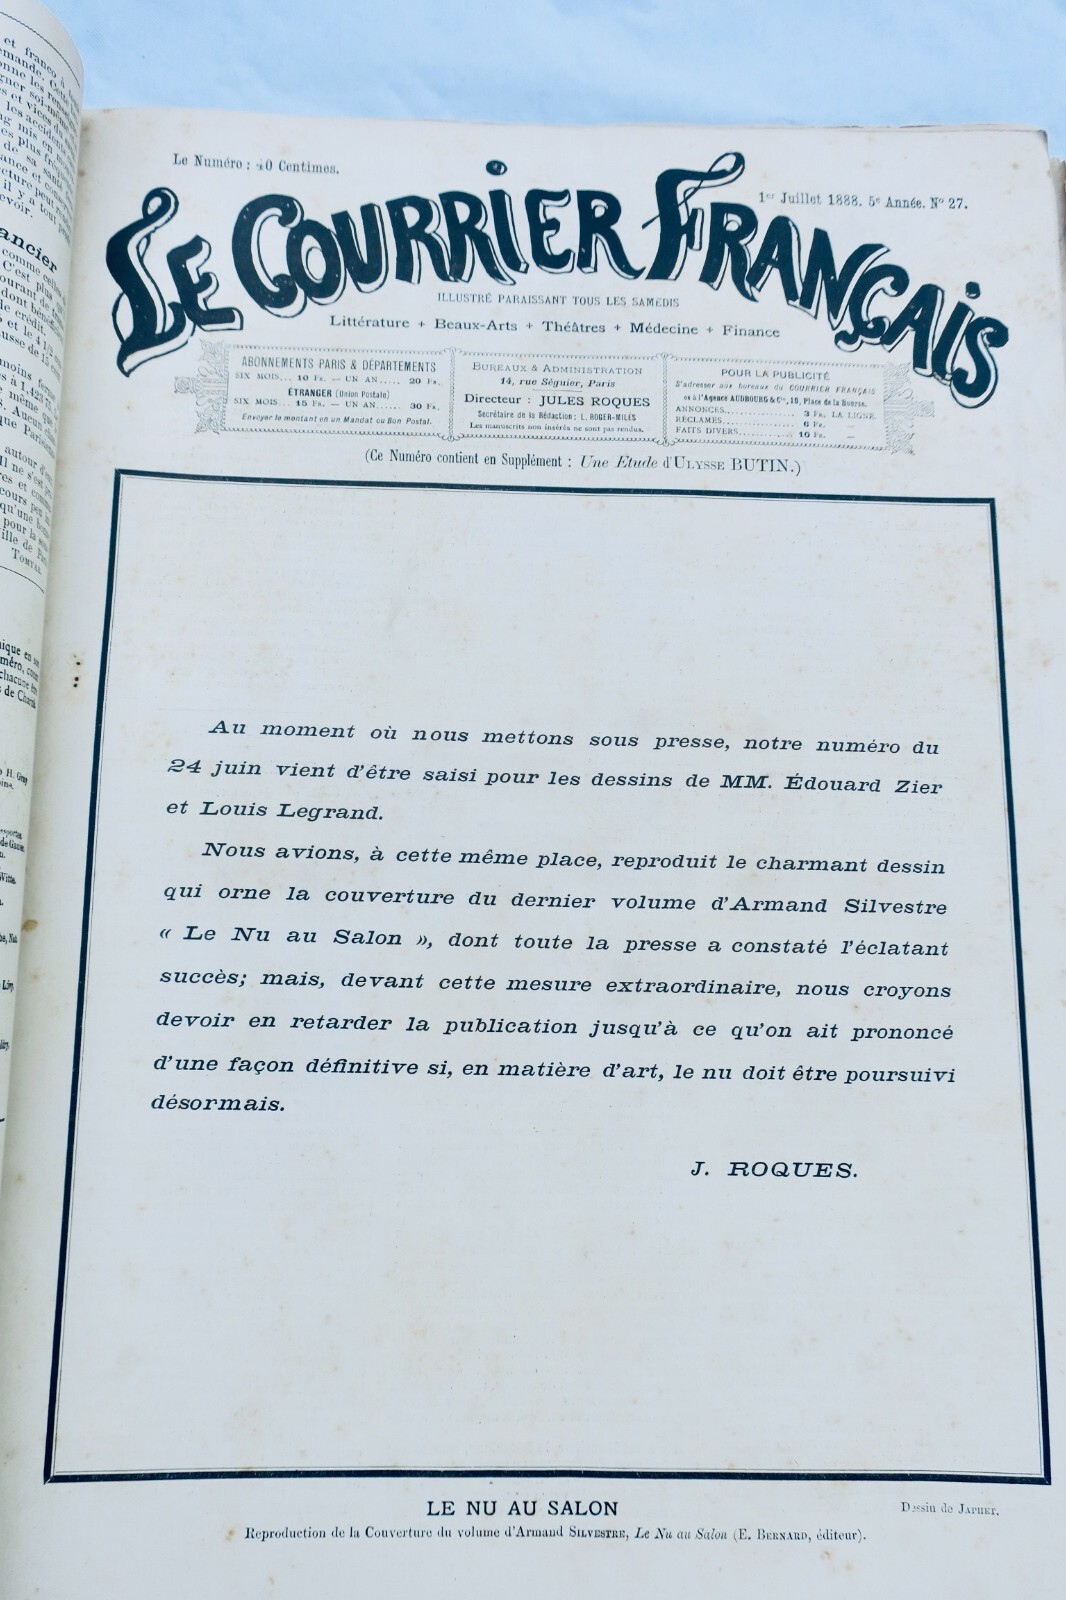 Le Numéro : 40 Centimes.
1er Juillet 1888. 5e Année. No 27.
LE COURRIER FRANÇAIS
ILLUSTRÉ PARAISSANT TOUS LES SAMEDIS
Littérature + Beaux-Arts + Théâtres + Médecine + Finance
ABONNEMENTS PARIS & DÉPARTEMENTS
SIX MOIS... 10 Fr. — UN AN..... 20 Fr.
ÉTRANGER (Union Postale)
SIX MOIS.. 15 Fr. — UN AN...... 30 Fr.
Envoyer le montant en un Mandat ou Bon Postal.
BUREAUX & ADMINISTRATION
14, rue Séguier, Paris
Directeur : JULES ROQUES
Secrétaire de la Rédaction : L. ROGER-MILÈS
Les manuscrits non insérés ne sont pas rendus.
POUR LA PUBLICITÉ
S'adresser aux bureaux du COURRIER FRANÇAIS
ou à l'Agence AUDBOURG & Cie, 10, Place de la Bourse.
ANNONCES.............. 3 Fr. LA LIGNE.
RÉCLAMES.............. 6 Fr. —
FAITS DIVERS........... 10 Fr. —
(Ce Numéro contient en Supplément : Une Etude d'ULYSSE BUTIN.)
Au moment où nous mettons sous presse, notre numéro du
24 juin vient d'être saisi pour les dessins de MM. Édouard Zier
et Louis Legrand.
Nous avions, à cette même place, reproduit le charmant dessin
qui orne la couverture du dernier volume d'Armand Silvestre
« Le Nu au Salon », dont toute la presse a constaté l'éclatant
succès; mais, devant cette mesure extraordinaire, nous croyons
devoir en retarder la publication jusqu'à ce qu'on ait prononcé
d'une façon définitive si, en matière d'art, le nu doit être poursuivi
désormais.
J. ROQUES.
LE NU AU SALON
Dessin de JAPHET.
Reproduction de la Couverture du volume d'Armand SILVESTRE, Le Nu au Salon (E. BERNARD, éditeur).